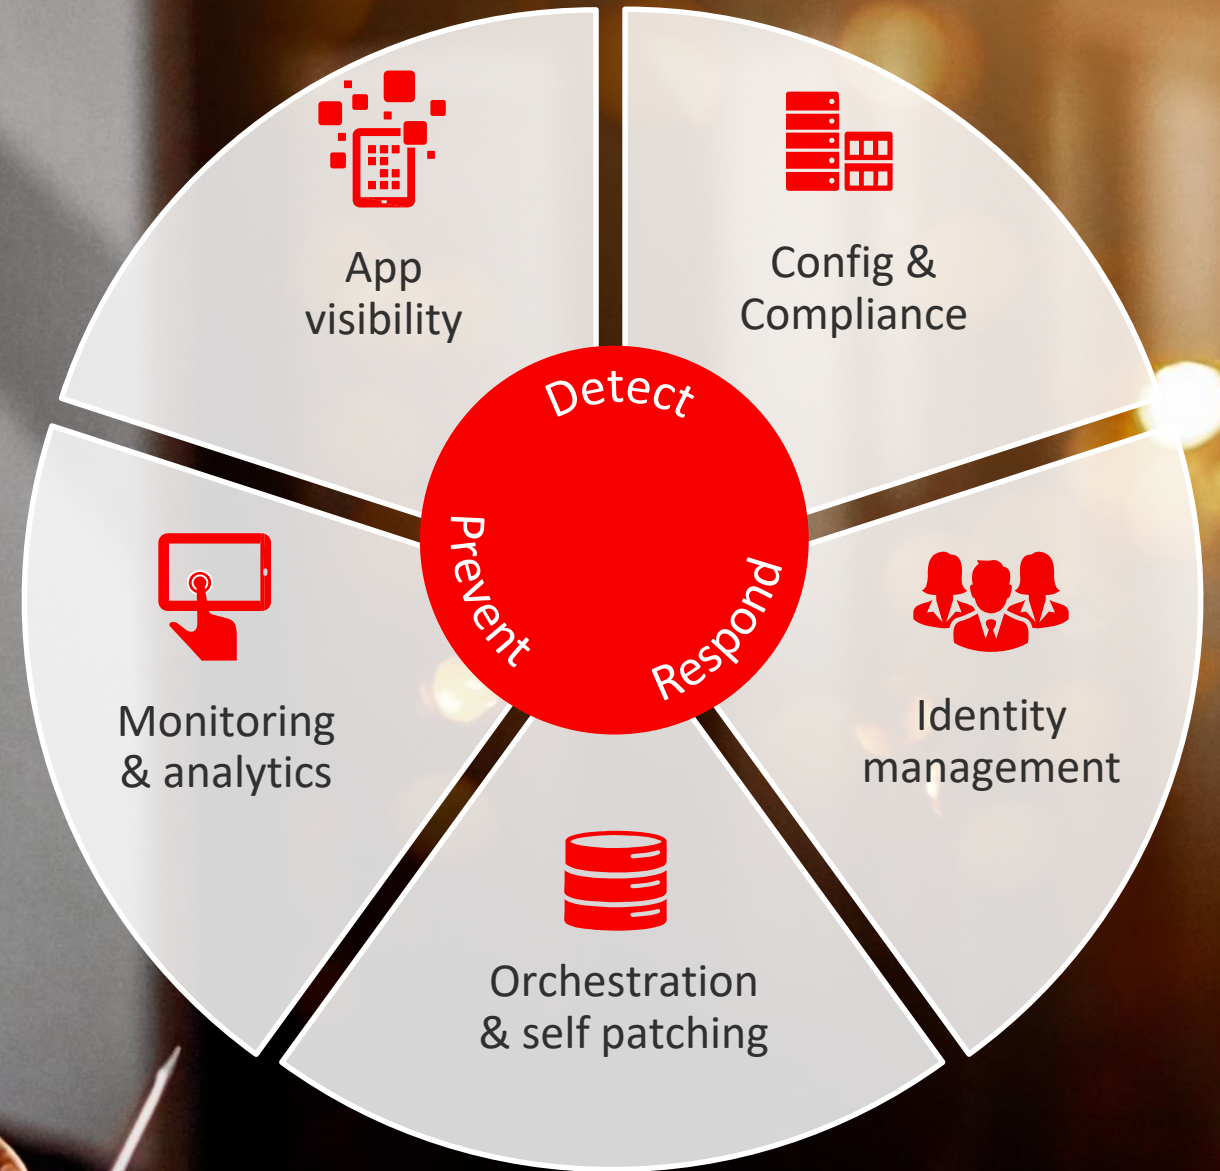 App
visibility
Config &
Compliance
Detect
Prevent
Respond
Monitoring
& analytics
Identity
management
Orchestration
& self patching